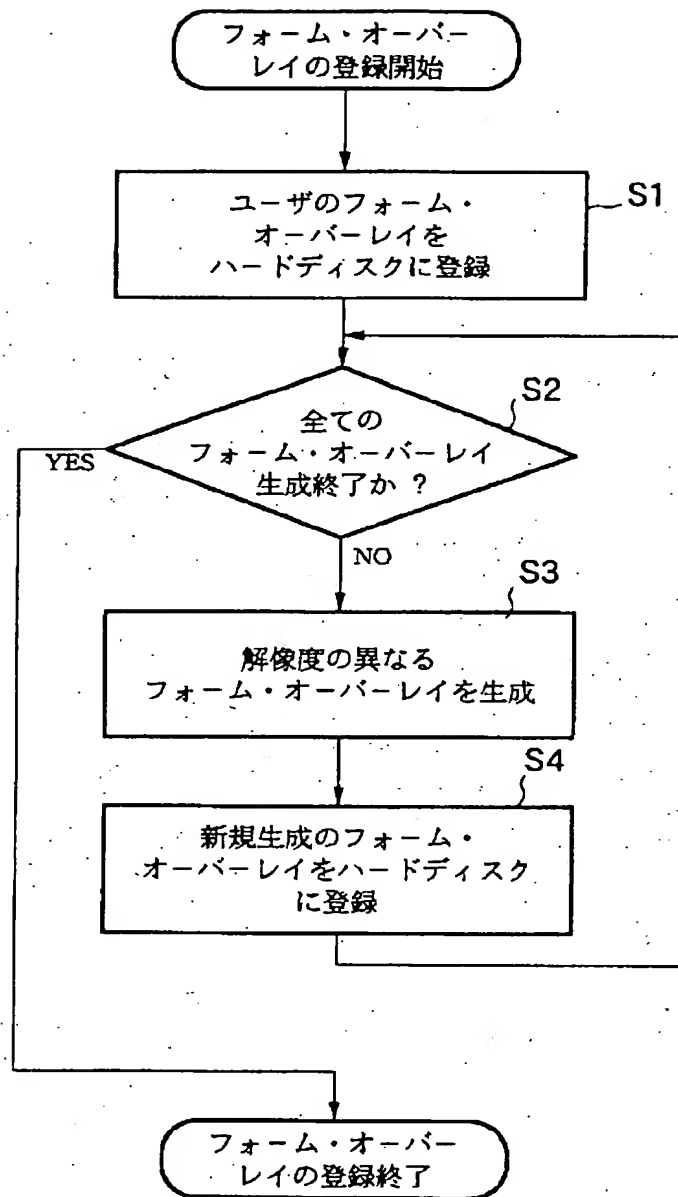 フォーム・オーバー
レイの登録開始
ユーザのフォーム・
オーバーレイを
ハードディスクに登録
S1
全ての
フォーム・オーバーレイ
生成終了か ?
S2
YES
NO
解像度の異なる
フォーム・オーバーレイを生成
S3
新規生成のフォーム・
オーバーレイをハードディスク
に登録
S4
フォーム・オーバー
レイの登録終了